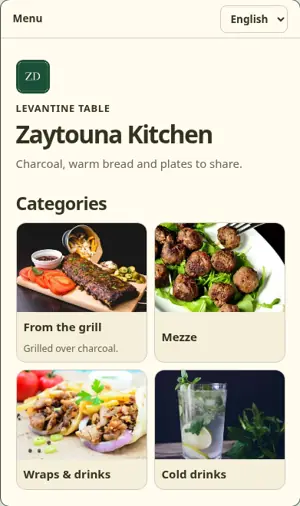 Menu
English
ZD
LEVANTINE TABLE
Zaytouna Kitchen
Charcoal, warm bread and plates to share.
Categories
From the grill
Grilled over charcoal.
Mezze
Wraps & drinks
Cold drinks